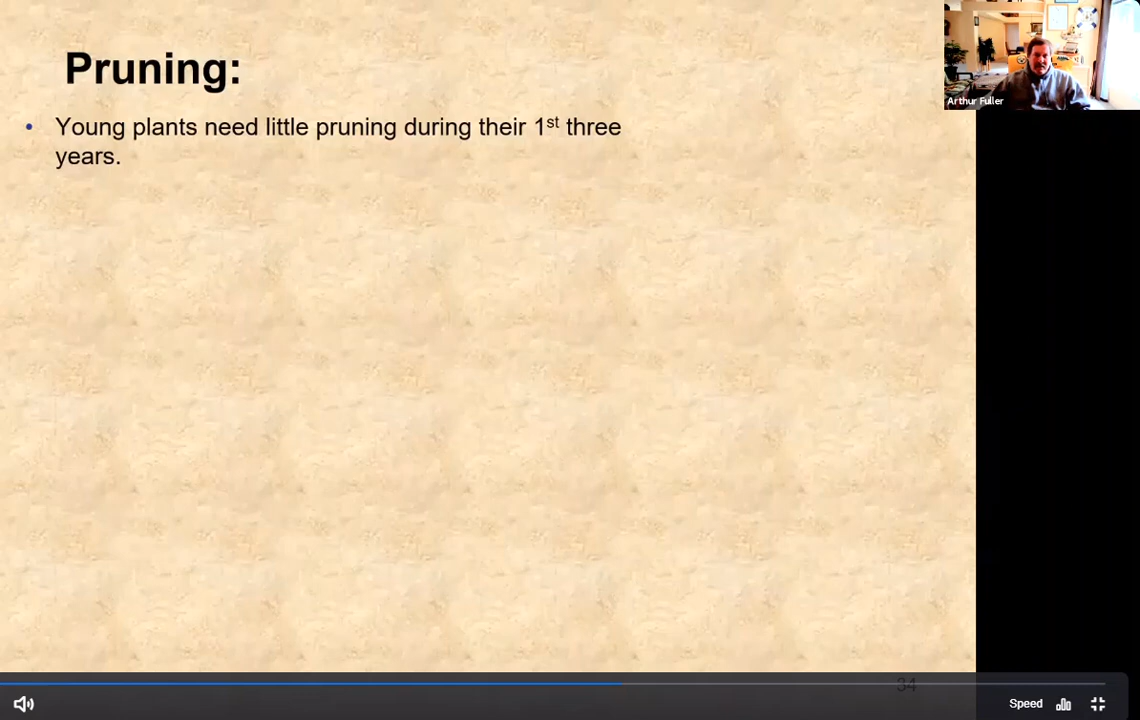 Pruning:
• Young plants need little pruning during their 1st three
years.
Arthur Fuller
34
Speed